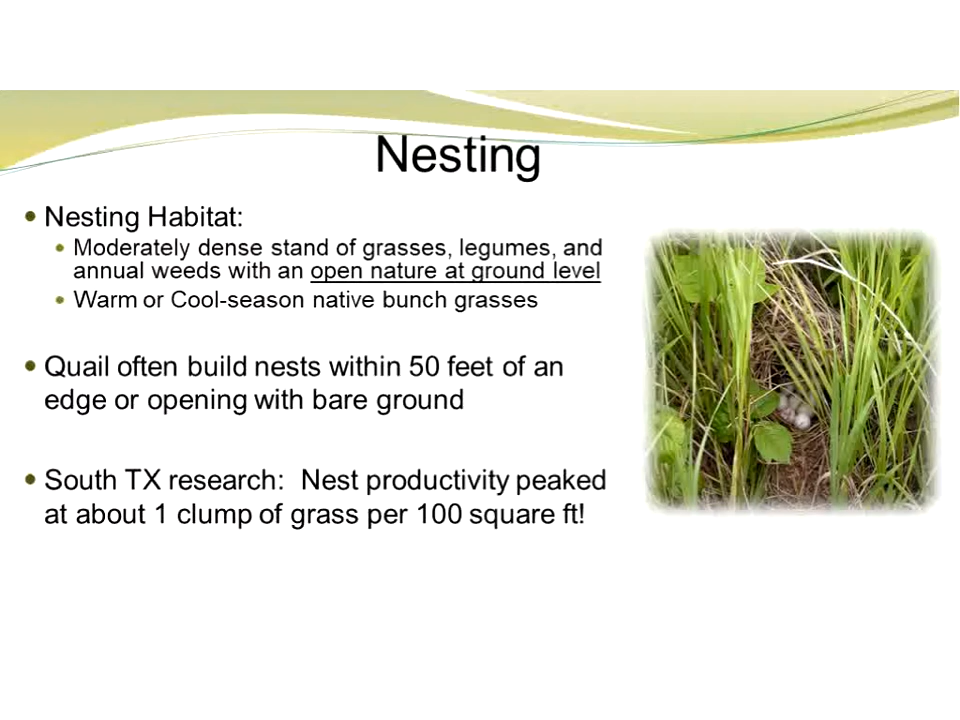 Nesting
Nesting Habitat:
Moderately dense stand of grasses, legumes, and
annual weeds with an open nature at ground level
Warm or Cool-season native bunch grasses
Quail often build nests within 50 feet of an
edge or opening with bare ground
South TX research:  Nest productivity peaked
at about 1 clump of grass per 100 square ft!